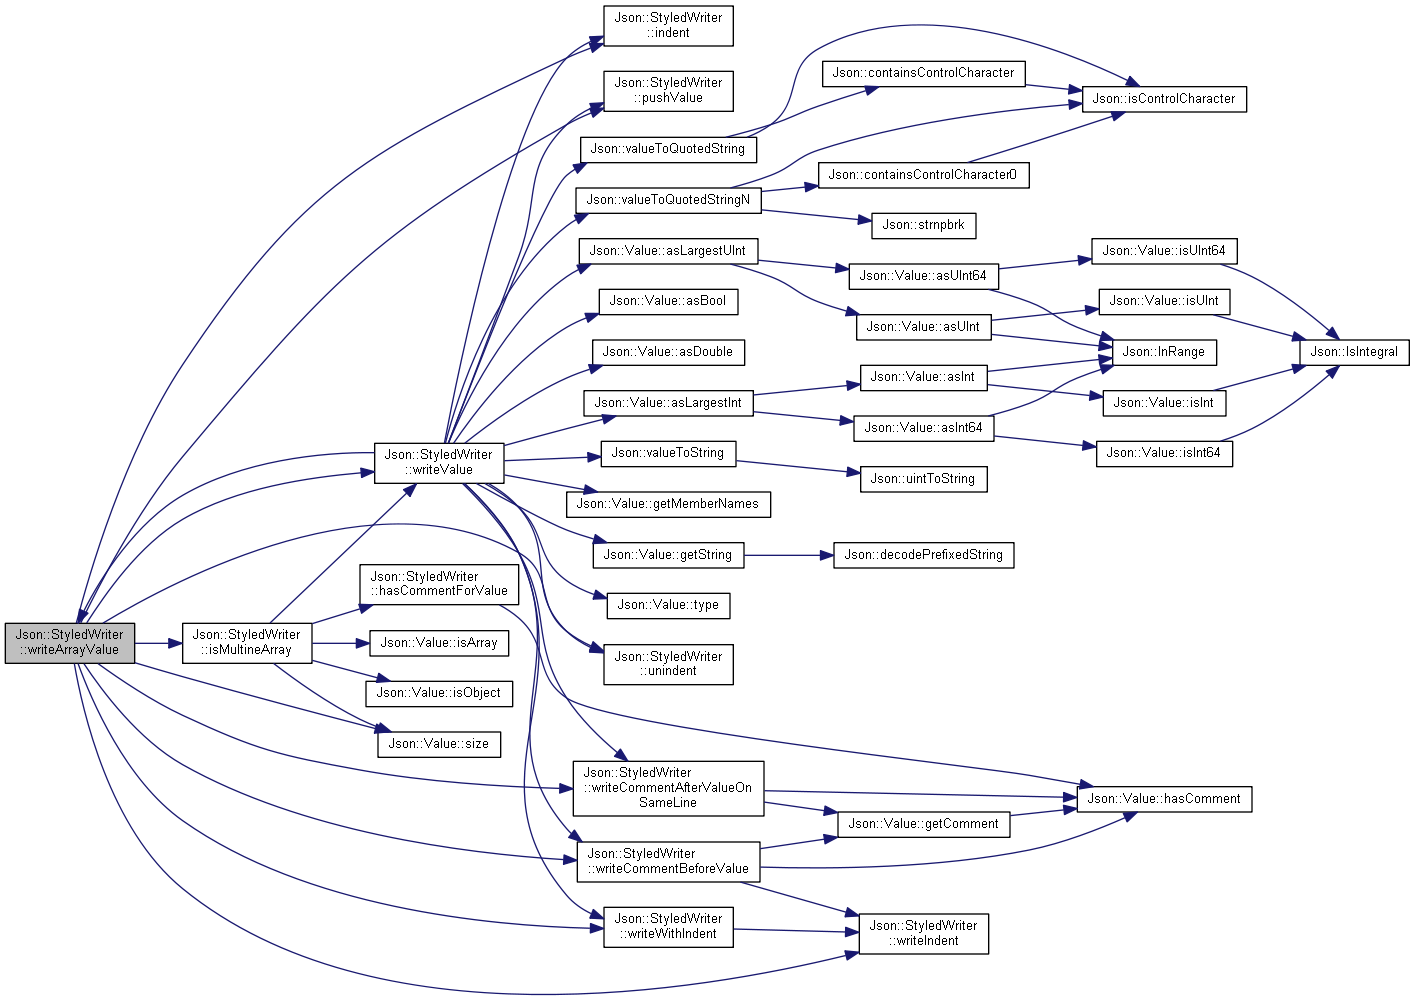 Json::StyledWriter
::indent
Json::StyledWriter
::pushValue
Json::containsControlCharacter
Json::isControlCharacter
Json::valueToQuotedString
Json::containsControlCharacter0
Json::valueToQuotedStringN
Json::strnpbrk
Json::Value::asLargestUInt
Json::Value::asUInt64
Json::Value::isUInt64
Json::Value::asBool
Json::Value::isUInt
Json::Value::asUInt
Json::Value::asDouble
Json::InRange
Json::IsIntegral
Json::Value::asInt
Json::Value::asLargestInt
Json::Value::isInt
Json::Value::asInt64
Json::StyledWriter
::writeValue
Json::valueToString
Json::Value::isInt64
Json::uintToString
Json::Value::getMemberNames
Json::Value::getString
Json::decodePrefixedString
Json::StyledWriter
::hasCommentForValue
Json::Value::type
Json::StyledWriter
::writeArrayValue
Json::StyledWriter
::isMultineArray
Json::Value::isArray
Json::StyledWriter
::unindent
Json::Value::isObject
Json::Value::size
Json::StyledWriter
::writeCommentAfterValueOn
SameLine
Json::Value::hasComment
Json::Value::getComment
Json::StyledWriter
::writeCommentBeforeValue
Json::StyledWriter
::writeWithIndent
Json::StyledWriter
::writeIndent